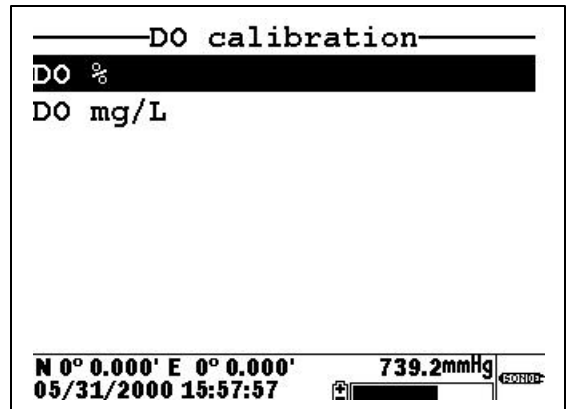 DO calibration
DO %
DO mg/L
N 0° 0.000' E 0° 0.000' 739.2mmHg
05/31/2000 15:57:57 SONDE